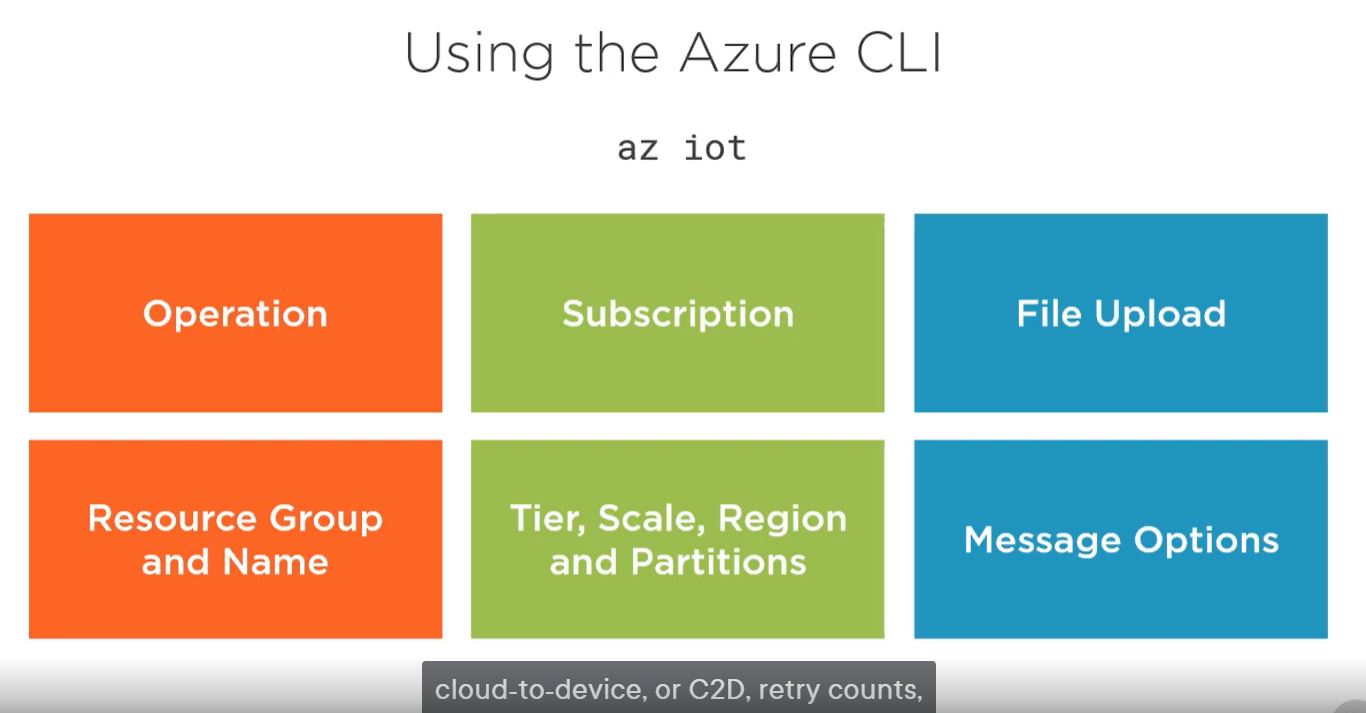 Using the Azure CLI
az iot
Operation
Subscription
File Upload
Resource Group
and Name
Tier, Scale, Region
and Partitions
Message Options
cloud-to-device, or C2D, retry counts,